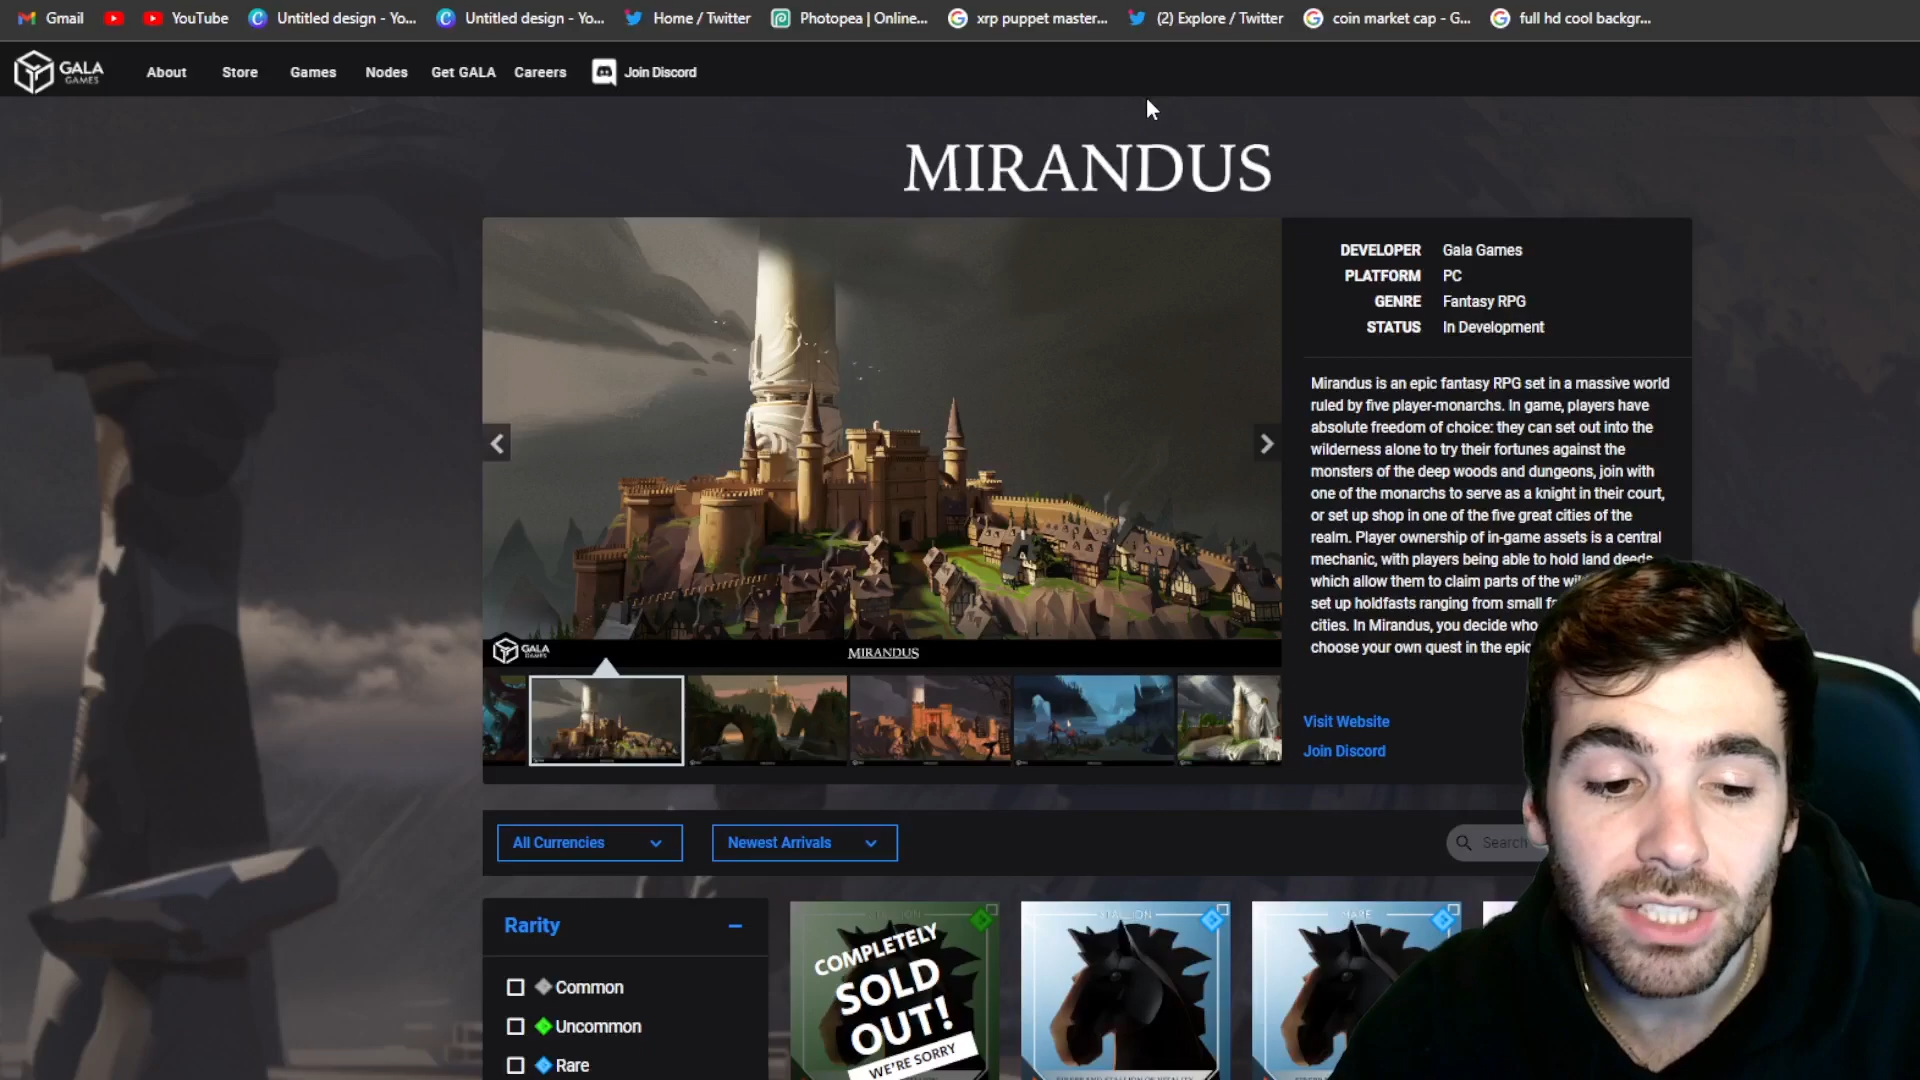 Gmail
YouTube
Untitled design - Yo...
Untitled design - Yo...
Home / Twitter
Photopea | Online...
xrp puppet master...
(2) Explore / Twitter
coin market cap - G...
full hd cool backgr...
GALA
GAMES
About
Store
Games
Nodes
Get GALA
Careers
Join Discord
MIRANDUS
DEVELOPER Gala Games
PLATFORM PC
GENRE Fantasy RPG
STATUS In Development
Mirandus is an epic fantasy RPG set in a massive world
ruled by five player-monarchs. In game, players have
absolute freedom of choice: they can set out into the
wilderness alone to try their fortunes against the
monsters of the deep woods and dungeons, join with
one of the monarchs to serve as a knight in their court,
or set up shop in one of the five great cities of the
realm. Player ownership of in-game assets is a central
mechanic, with players being able to hold land deeds
which allow them to claim parts of the
set up holdfasts ranging from small
cities. In Mirandus, you decide who
choose your own quest in the epic
GALA
GAMES
MIRANDUS
Visit Website
Join Discord
All Currencies
Newest Arrivals
Search
Rarity
Common
Uncommon
Rare
COMPLETELY
SOLD
OUT!
WE'RE SORRY
MARE